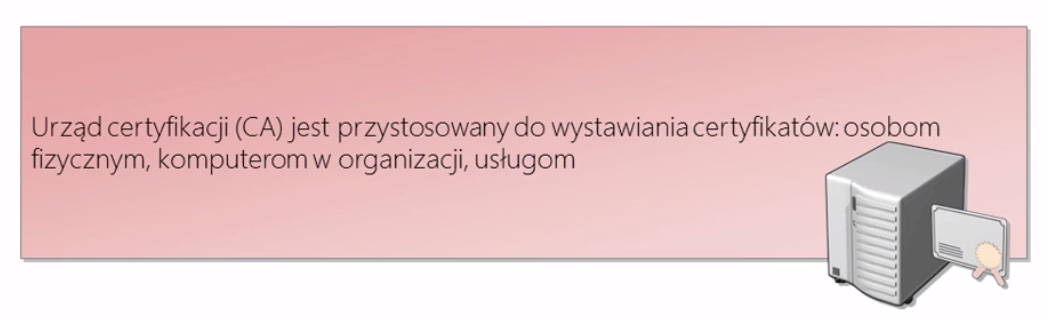 Urząd certyfikacji (CA) jest przystosowany do wystawiania certyfikatów: osobom
fizycznym, komputerom w organizacji, usługom